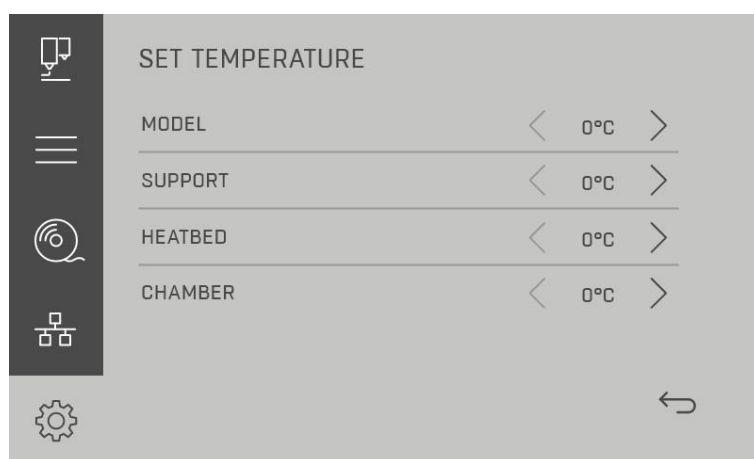 SET TEMPERATURE
MODEL 0°C
SUPPORT 0°C
HEATBED 0°C
CHAMBER 0°C